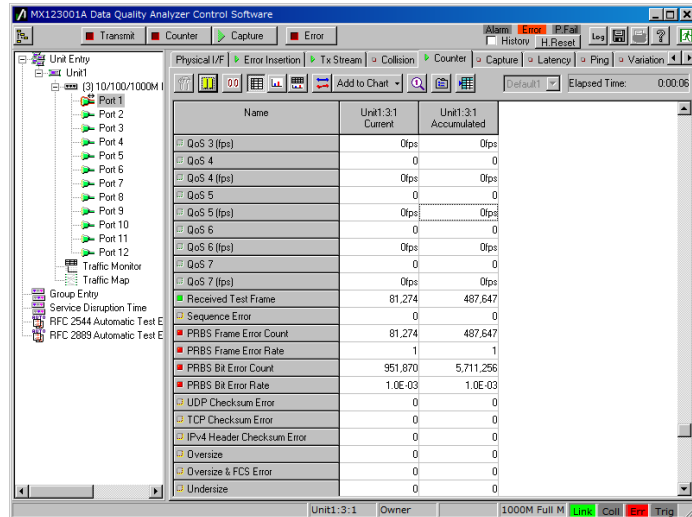 MX123001A Data Quality Analyzer Control Software
Transmit Counter Capture Error
Alarm Error P.Fail
History H.Reset
Log
Unit Entry
Unit1
(3)10/100/1000M
Port 1
Port 2
Port 3
Port 4
Port 5
Port 6
Port 7
Port 8
Port 9
Port 10
Port 11
Port 12
Traffic Monitor
Traffic Map
Group Entry
Service Disruption Time
RFC 2544 Automatic Test E
RFC 2889 Automatic Test E
Physical I/F Error Insertion Tx Stream Collision Counter Capture Latency Ping Variation
Add to Chart Default1 Elapsed Time: 0:00:06
Name Unit1:3:1 Current Unit1:3:1 Accumulated
QoS 3 (fps) 0fps 0fps
QoS 4 0 0
QoS 4 (fps) 0fps 0fps
QoS 5 0 0
QoS 5 (fps) 0fps 0fps
QoS 6 0 0
QoS 6 (fps) 0fps 0fps
QoS 7 0 0
QoS 7 (fps) 0fps 0fps
Received Test Frame 81,274 487,647
Sequence Error 0 0
PRBS Frame Error Count 81,274 487,647
PRBS Frame Error Rate 1 1
PRBS Bit Error Count 951,870 5,711,256
PRBS Bit Error Rate 1.0E-03 1.0E-03
UDP Checksum Error 0 0
TCP Checksum Error 0 0
IPv4 Header Checksum Error 0 0
Oversize 0 0
Oversize & FCS Error 0 0
Undersize 0 0
Unit1:3:1 Owner 1000M Full M Link Coll Err Trig